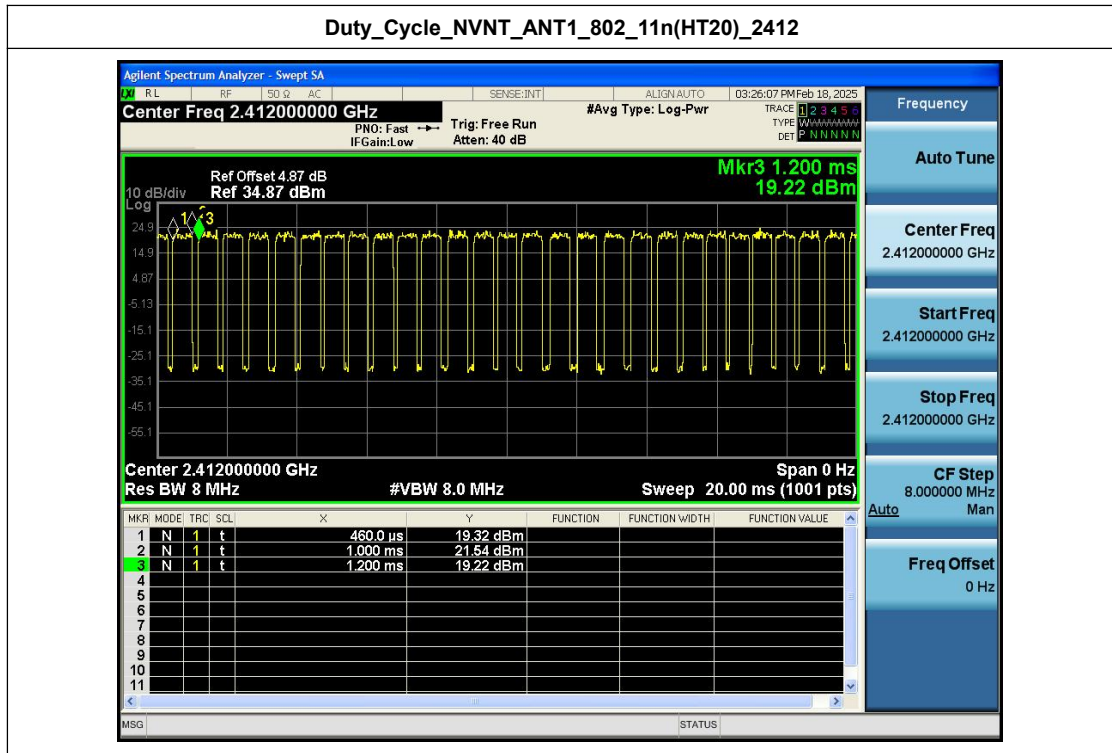 Duty_Cycle_NVNT_ANT1_802_11n(HT20)_2412
Agilent Spectrum Analyzer - Swept SA
LXI RL RF 50 Ω AC SENSE:INT ALIGN AUTO 03:26:07 PM Feb 18, 2025
Center Freq 2.412000000 GHz #Avg Type: Log-Pwr TRACE 1 2 3 4 5 6
PNO: Fast Trig: Free Run TYPE WWWWWW
IFGain:Low Atten: 40 dB DET P N N N N N
Mkr3 1.200 ms
19.22 dBm
Ref Offset 4.87 dB
10 dB/div Ref 34.87 dBm
Log
1 3
24.9
14.9
4.87
-5.13
-15.1
-25.1
-35.1
-45.1
-55.1
Center 2.412000000 GHz Span 0 Hz
Res BW 8 MHz #VBW 8.0 MHz Sweep 20.00 ms (1001 pts)
MKR MODE TRC SCL X Y FUNCTION FUNCTION WIDTH FUNCTION VALUE
1 N 1 t 460.0 µs 19.32 dBm
2 N 1 t 1.000 ms 21.54 dBm
3 N 1 t 1.200 ms 19.22 dBm
4
5
6
7
8
9
10
11
MSG STATUS
Frequency
Auto Tune
Center Freq
2.412000000 GHz
Start Freq
2.412000000 GHz
Stop Freq
2.412000000 GHz
CF Step
8.000000 MHz
Auto Man
Freq Offset
0 Hz